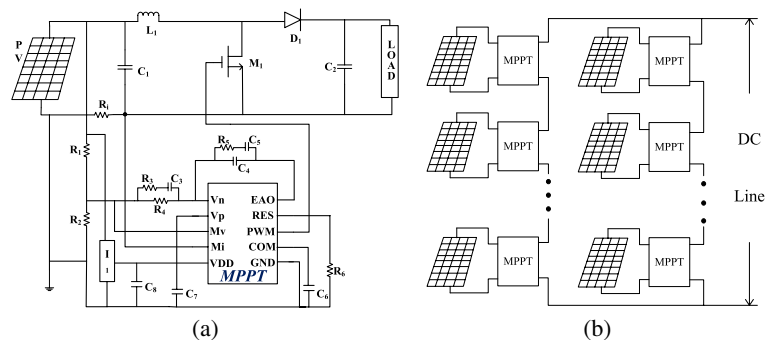 P
V
L₁
D₁
M₁
C₁
C₂
L
O
A
D
Rᵢ
R₁
R₂
R₅
C₅
C₄
R₃
C₃
R₄
Vn
EAO
Vp
RES
Mv
PWM
Mi
COM
VDD
GND
MPPT
I
1
C₈
C₇
C₆
R₆
(a)
MPPT
MPPT
MPPT
MPPT
MPPT
MPPT
DC
Line
(b)